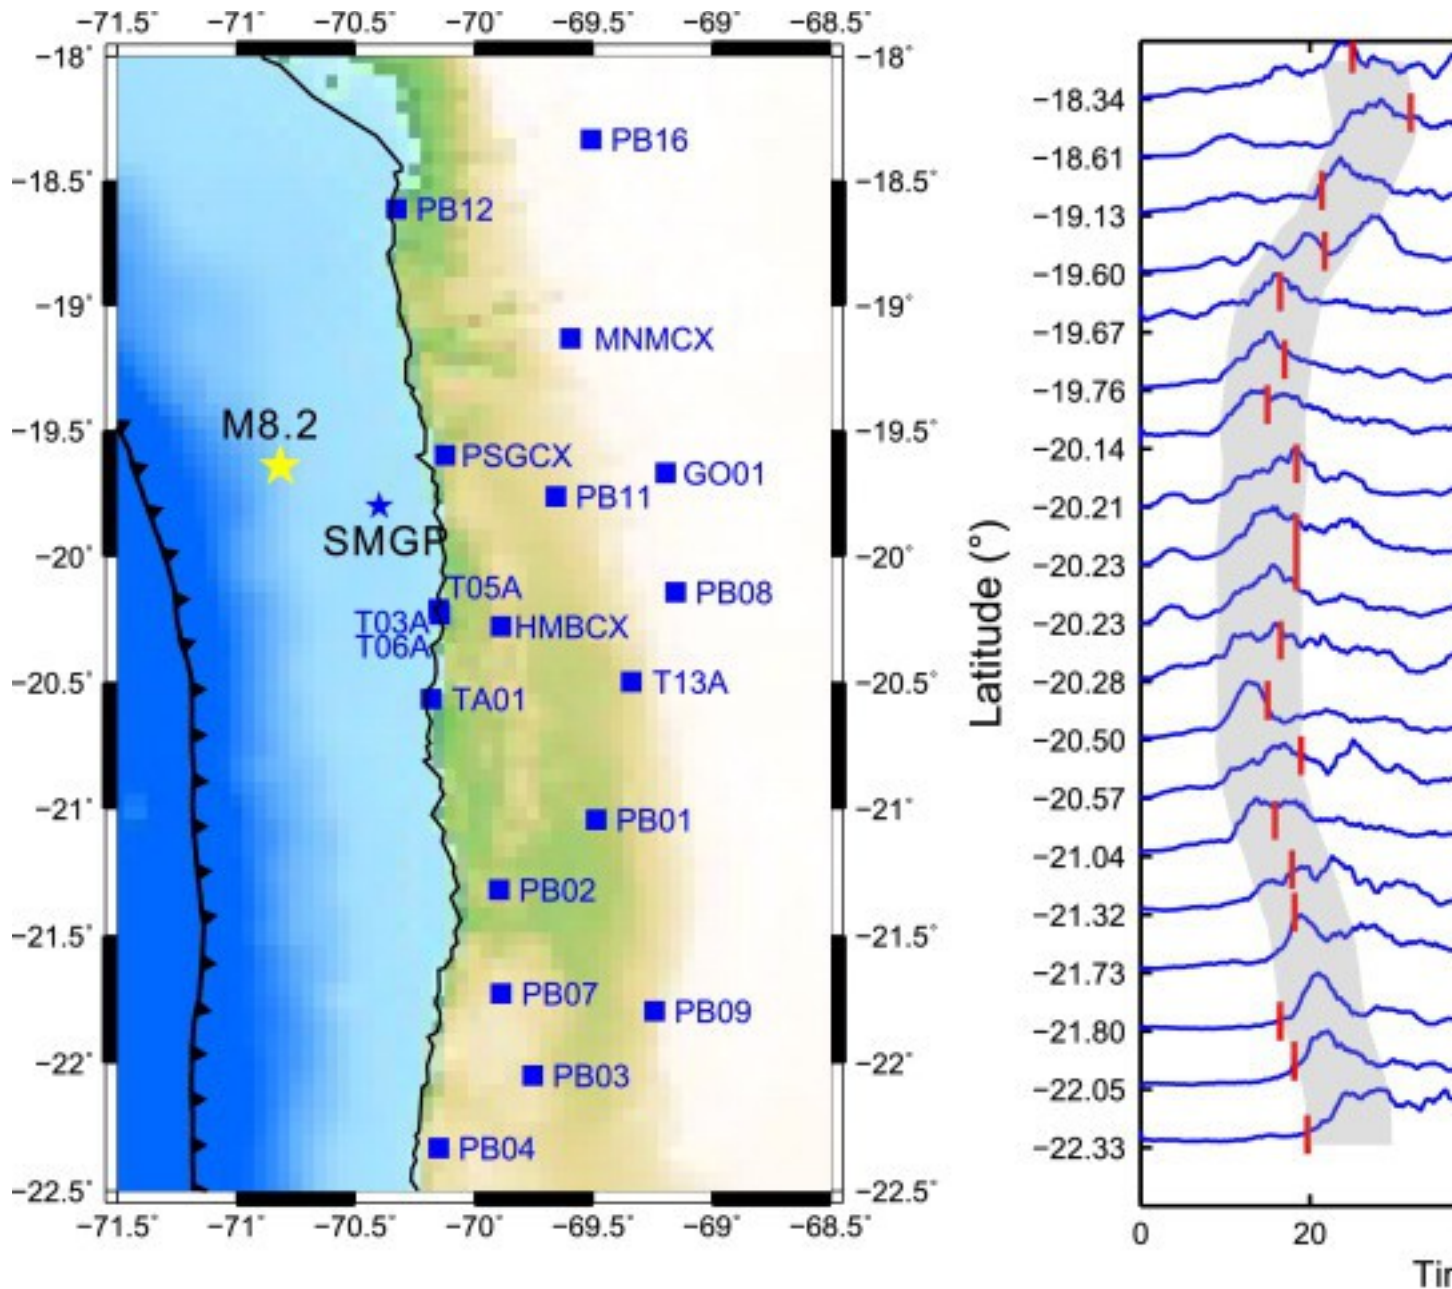 −71.5˚ −71˚ −70.5˚ −70˚ −69.5˚ −69˚ −68.5˚
−18˚ −18˚
PB16
−18.5˚ −18.5˚
PB12
−19˚ −19˚
MNMCX
M8.2
−19.5˚ −19.5˚
PSGCX
GO01
PB11
SMGP
−20˚ −20˚
T05A
PB08
T03A
HMBCX
T06A
−20.5˚ −20.5˚
T13A
TA01
−21˚ −21˚
PB01
PB02
−21.5˚ −21.5˚
PB07
PB09
−22˚ −22˚
PB03
PB04
−22.5˚ −22.5˚
−71.5˚ −71˚ −70.5˚ −70˚ −69.5˚ −69˚ −68.5˚
Latitude (°)
−18.34
−18.61
−19.13
−19.60
−19.67
−19.76
−20.14
−20.21
−20.23
−20.23
−20.28
−20.50
−20.57
−21.04
−21.32
−21.73
−21.80
−22.05
−22.33
0 20